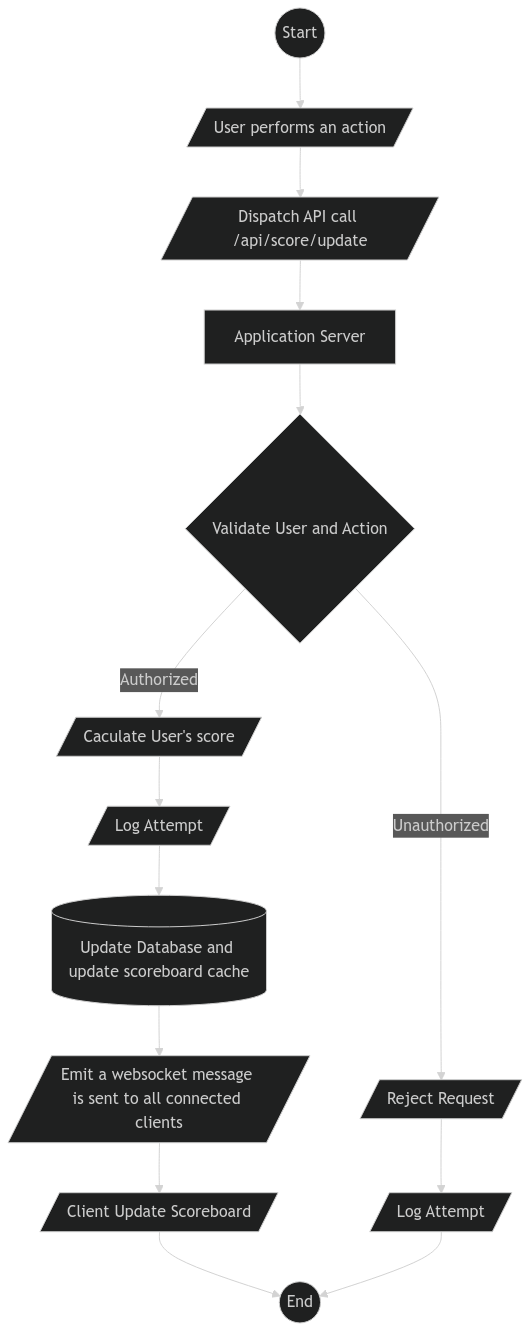 Start
User performs an action
Dispatch API call
/api/score/update
Application Server
Validate User and Action
Authorized
Caculate User's score
Log Attempt
Unauthorized
Update Database and
update scoreboard cache
Emit a websocket message
is sent to all connected
clients
Reject Request
Client Update Scoreboard
Log Attempt
End